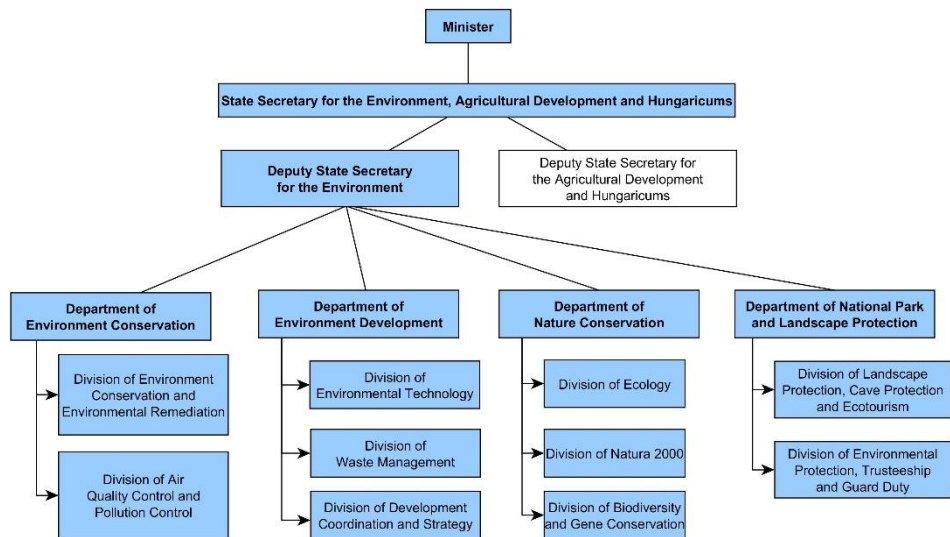 Minister
State Secretary for the Environment, Agricultural Development and Hungaricums
Deputy State Secretary
for the Environment
Deputy State Secretary for
the Agricultural Development
and Hungaricums
Department of
Environment Conservation
Division of Environment
Conservation and
Environmental Remediation
Division of Air
Quality Control and
Pollution Control
Department of
Environment Development
Division of
Environmental Technology
Division of
Waste Management
Division of Development
Coordination and Strategy
Department of
Nature Conservation
Division of Ecology
Division of Natura 2000
Division of Biodiversity
and Gene Conservation
Department of National Park
and Landscape Protection
Division of Landscape
Protection, Cave Protection
and Ecotourism
Division of Environmental
Protection, Trusteeship
and Guard Duty